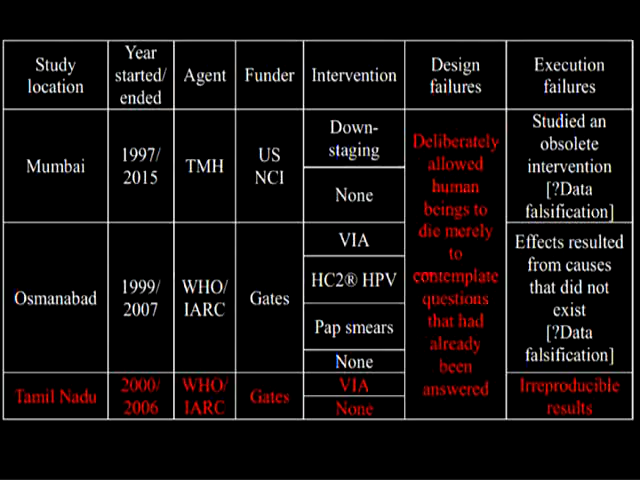 Study
location
Year
started/
ended
Agent
Funder
Intervention
Design
failures
Execution
failures
Mumbai
1997/
2015
TMH
US
NCI
Down-
staging
None
Deliberately
allowed
human
beings to
die merely
to
contemplate
questions
that had
already
been
answered
Studied an
obsolete
intervention
[?Data
falsification]
Osmanabad
1999/
2007
WHO/
IARC
Gates
VIA
HC2® HPV
Pap smears
None
Effects resulted
from causes
that did not
exist
[?Data
falsification]
Tamil Nadu
2000/
2006
WHO/
IARC
Gates
VIA
None
Irreproducible
results